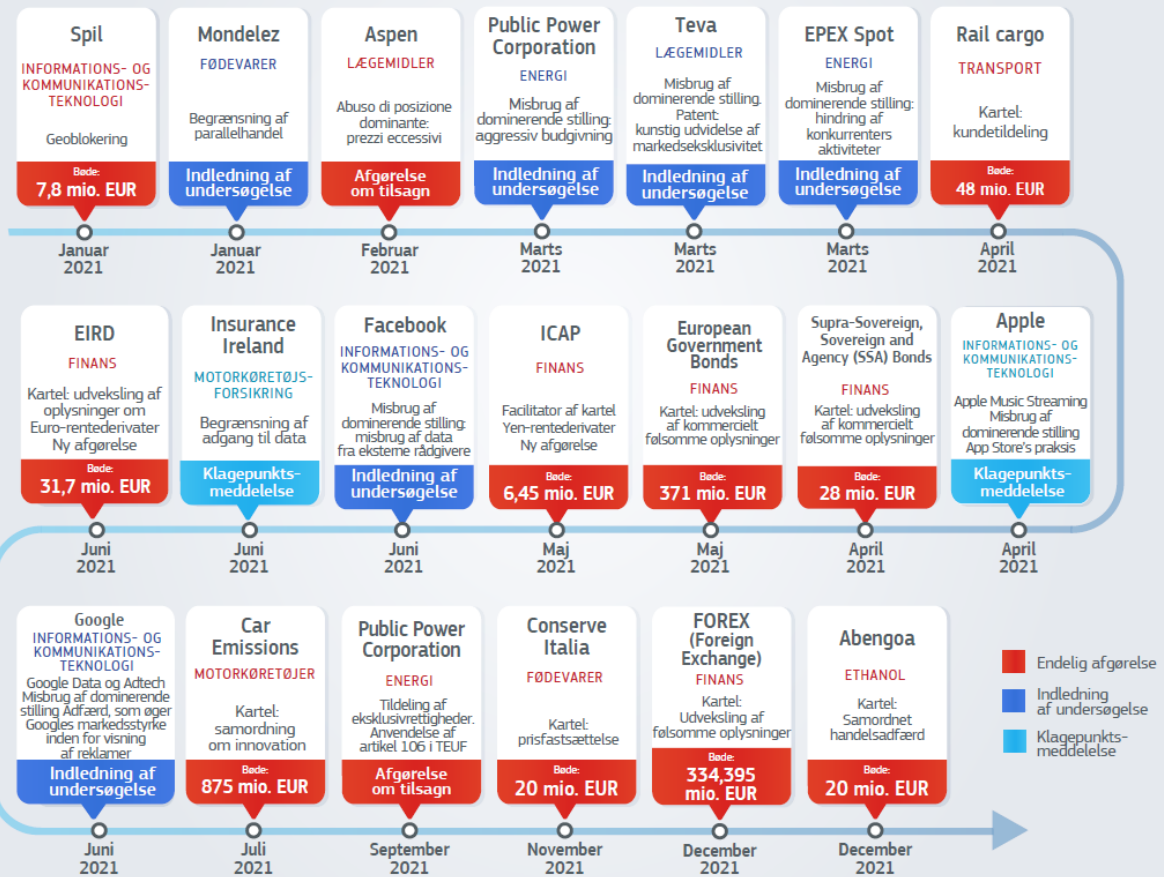 Spil
INFORMATIONS- OG
KOMMUNIKATIONS-
TEKNOLOGI
Geoblokering
Bøde:
7,8 mio. EUR
Januar
2021
Mondelez
FØDEVARER
Begrænsning af
parallelhandel
Indledning af
undersøgelse
Januar
2021
Aspen
LÆGEMIDLER
Abuso di posizione
dominante:
prezzi eccessivi
Afgørelse
om tilsagn
Februar
2021
Public Power
Corporation
ENERGI
Misbrug af
dominerende stilling:
aggressiv budgivning
Indledning af
undersøgelse
Marts
2021
Teva
LÆGEMIDLER
Misbrug af
dominerende stilling.
Patent:
kunstig udvidelse af
markedseksklusivitet
Indledning af
undersøgelse
Marts
2021
EPEX Spot
ENERGI
Misbrug af
dominerende stilling:
hindring af
konkurrenters
aktiviteter
Indledning af
undersøgelse
Marts
2021
Rail cargo
TRANSPORT
Kartel:
kundetildeling
Bøde:
48 mio. EUR
April
2021
EIRD
FINANS
Kartel: udveksling af
oplysninger om
Euro-rentederivater
Ny afgørelse
Bøde:
31,7 mio. EUR
Juni
2021
Insurance
Ireland
MOTORKØRETØJS-
FORSIKRING
Begrænsning af
adgang til data
Klagepunkts-
meddelelse
Juni
2021
Facebook
INFORMATIONS- OG
KOMMUNIKATIONS-
TEKNOLOGI
Misbrug af
dominerende stilling:
misbrug af data
fra eksterne rådgivere
Indledning af
undersøgelse
Juni
2021
ICAP
FINANS
Facilitator af kartel
Yen-rentederivater
Ny afgørelse
Bøde:
6,45 mio. EUR
Maj
2021
European
Government
Bonds
FINANS
Kartel: udveksling
af kommercielt
følsomme oplysninger
Bøde:
371 mio. EUR
Maj
2021
Supra-Sovereign,
Sovereign and
Agency (SSA) Bonds
FINANS
Kartel: udveksling
af kommercielt
følsomme oplysninger
Bøde:
28 mio. EUR
April
2021
Apple
INFORMATIONS- OG
KOMMUNIKATIONS-
TEKNOLOGI
Apple Music Streaming
Misbrug af
dominerende stilling
App Store's praksis
Klagepunkts-
meddelelse
April
2021
Google
INFORMATIONS- OG
KOMMUNIKATIONS-
TEKNOLOGI
Google Data og Adtech
Misbrug af dominerende
stilling Adfærd, som øger
Googles markedsstyrke
inden for visning
af reklamer
Indledning af
undersøgelse
Juni
2021
Car
Emissions
MOTORKØRETØJER
Kartel:
samordning
om innovation
Bøde:
875 mio. EUR
Juli
2021
Public Power
Corporation
ENERGI
Tildeling af
eksklusivrettigheder.
Anvendelse af
artikel 106 i TEUF
Afgørelse
om tilsagn
September
2021
Conserve
Italia
FØDEVARER
Kartel:
prisfastsættelse
Bøde:
20 mio. EUR
November
2021
FOREX
(Foreign
Exchange)
FINANS
Kartel:
Udveksling af
følsomme oplysninger
Bøde:
334,395
mio. EUR
December
2021
Abengoa
ETHANOL
Kartel:
Samordnet
handelsadfærd
Bøde:
20 mio. EUR
December
2021
Endelig afgørelse
Indledning
af undersøgelse
Klagepunkts-
meddelelse